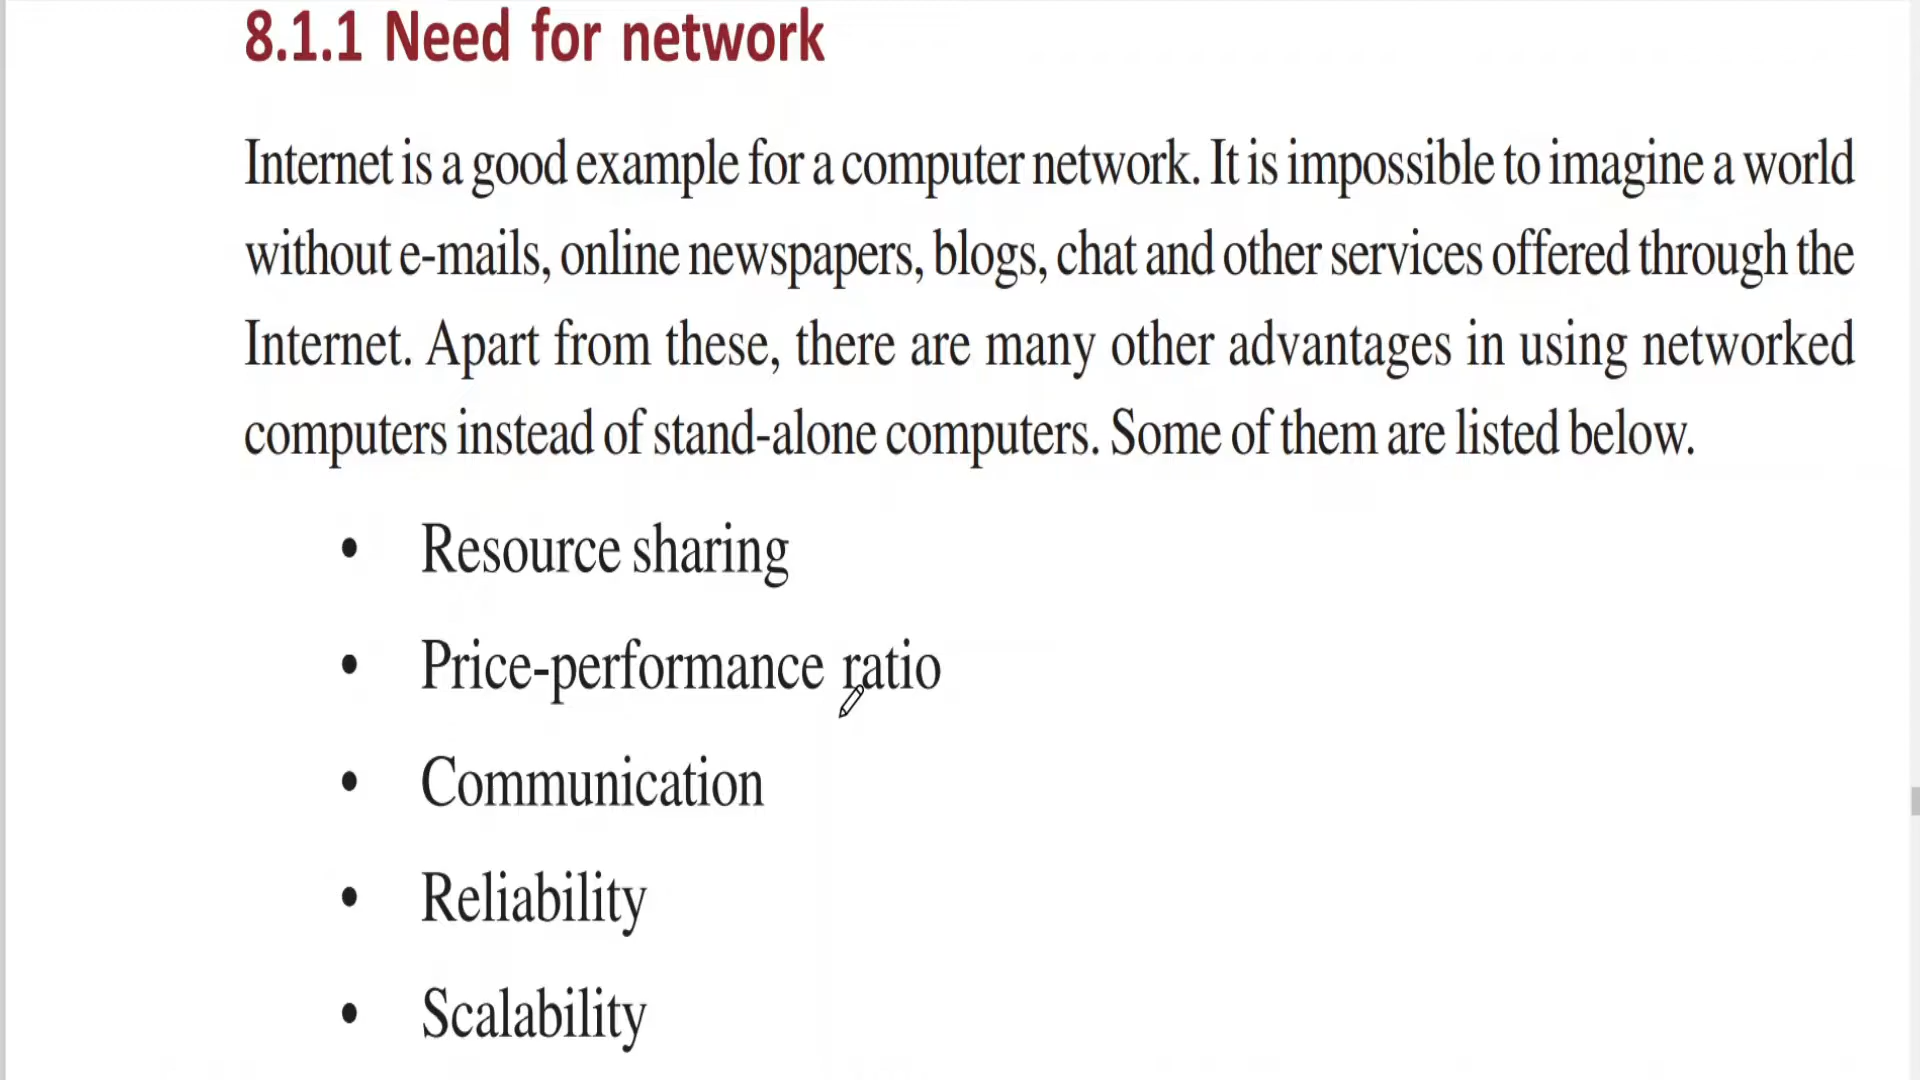 8.1.1 Need for network
Internet is a good example for a computer network. It is impossible to imagine a world
without e-mails, online newspapers, blogs, chat and other services offered through the
Internet. Apart from these, there are many other advantages in using networked
computers instead of stand-alone computers. Some of them are listed below.
• Resource sharing
• Price-performance ratio
• Communication
• Reliability
• Scalability